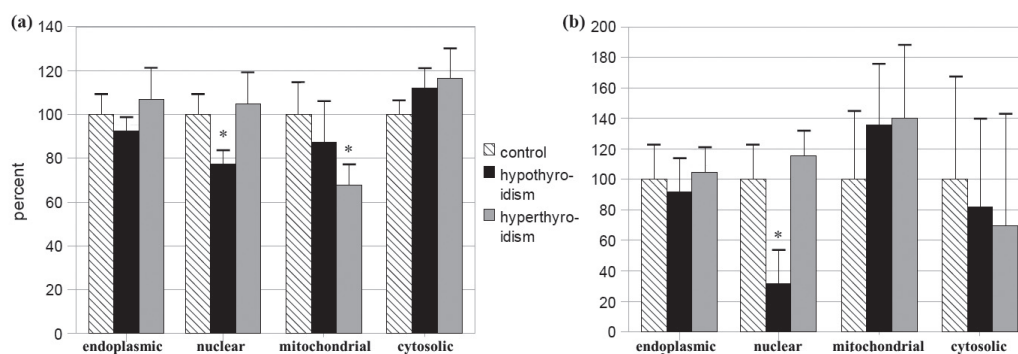 (a)
140
120
100
80
60
40
20
0
percent
*
*
endoplasmic nuclear mitochondrial cytosolic
control
hypothyro-
idism
hyperthyro-
idism
(b)
200
180
160
140
120
100
80
60
40
20
0
*
endoplasmic nuclear mitochondrial cytosolic